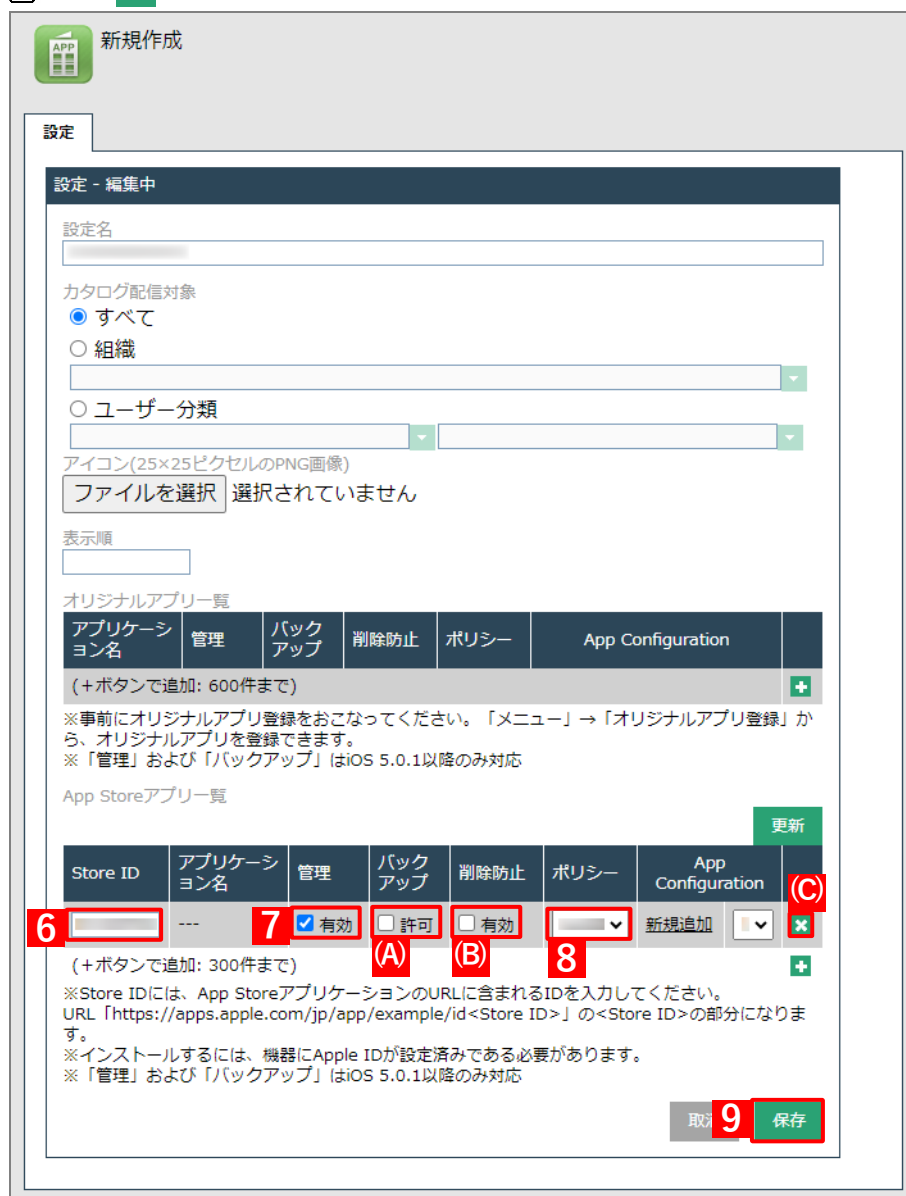 APP
新規作成
設定
設定 - 編集中
設定名
カタログ配信対象
すべて
組織
ユーザー分類
アイコン(25×25ピクセルのPNG画像)
ファイルを選択 選択されていません
表示順
オリジナルアプリ一覧
アプリケーション名 管理 バックアップ 削除防止 ポリシー App Configuration
(+ボタンで追加: 600件まで)
※事前にオリジナルアプリ登録をおこなってください。「メニュー」→「オリジナルアプリ登録」か
ら、オリジナルアプリを登録できます。
※「管理」および「バックアップ」はiOS 5.0.1以降のみ対応
App Storeアプリ一覧
更新
Store ID アプリケーション名 管理 バックアップ 削除防止 ポリシー App Configuration (C)
6 --- 7 有効 許可 有効 新規追加
(A) (B) 8
(+ボタンで追加: 300件まで)
※Store IDには、App StoreアプリケーションのURLに含まれるIDを入力してください。
URL「https://apps.apple.com/jp/app/example/id<Store ID>」の<Store ID>の部分になりま
す。
※インストールするには、機器にApple IDが設定済みである必要があります。
※「管理」および「バックアップ」はiOS 5.0.1以降のみ対応
取 9 保存